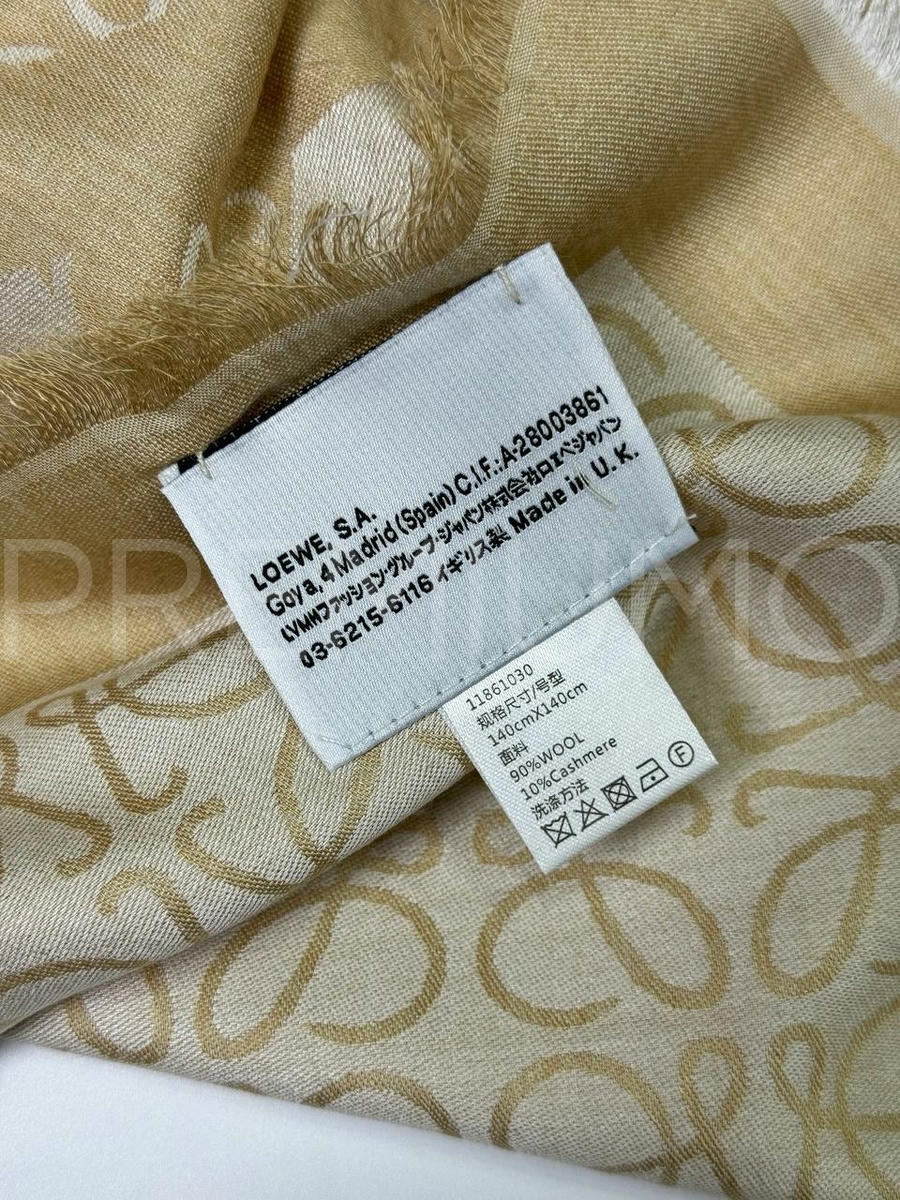 LOEWE, S.A.
Goya, 4 Madrid (Spain) C.I.F.:A-28003861
LVMHファッション・グループ・ジャパン株式会社ロエベジャパン
03-6215-6116 イギリス製 Made in U.K.
11861030
规格尺寸/号型
140cmX140cm
面料
90%WOOL
10%Cashmere
洗涤方法
F